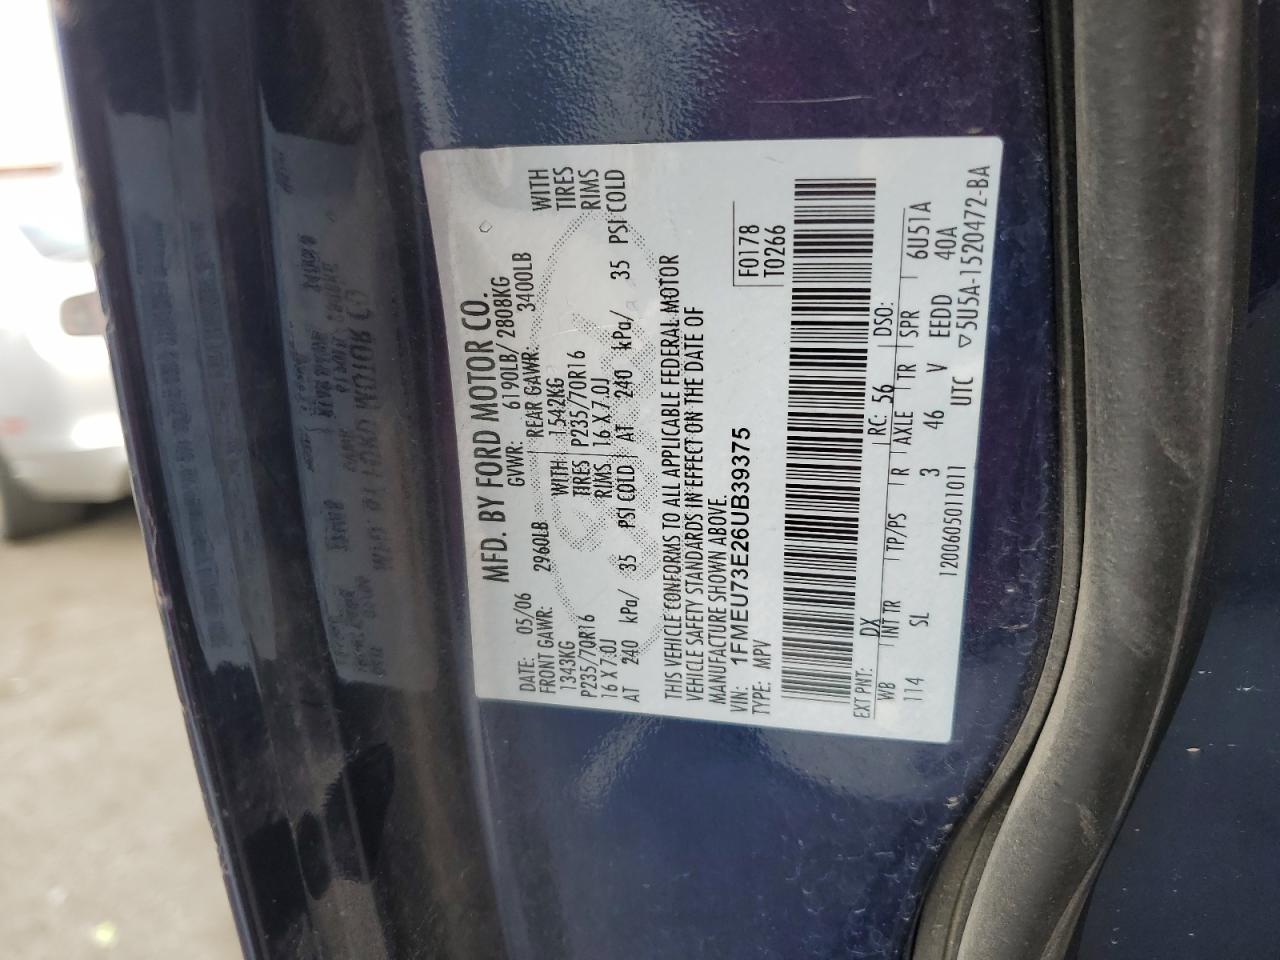 MFD. BY FORD MOTOR CO.
DATE: 05/06 GVWR: 6190LB/ 2808KG
FRONT GAWR: 2960LB REAR GAWR: 3400LB
1343KG WITH 1542KG WITH
P235/70R16 TIRES P235/70R16 TIRES
16 X 7.0J RIMS 16 X 7.0J RIMS
AT 240 kPa/ 35 PSI COLD AT 240 kPa/ 35 PSI COLD
THIS VEHICLE CONFORMS TO ALL APPLICABLE FEDERAL MOTOR
VEHICLE SAFETY STANDARDS IN EFFECT ON THE DATE OF
MANUFACTURE SHOWN ABOVE.
VIN: 1FMEU73E26UB39375 F0178
TYPE: MPV T0266
EXT PNT: DX RC: 56 DSO:
WB INT TR TP/PS R AXLE TR SPR 6U51A
114 SL 3 46 V EEDD 40A
12006050111011 UTC ▽5U5A-1520472-BA